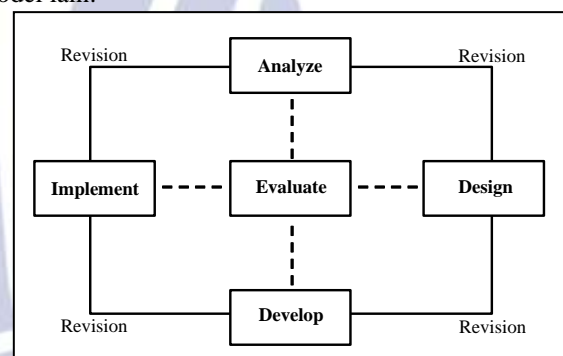 Revision
Analyze
Revision
Implement
Evaluate
Design
Revision
Develop
Revision